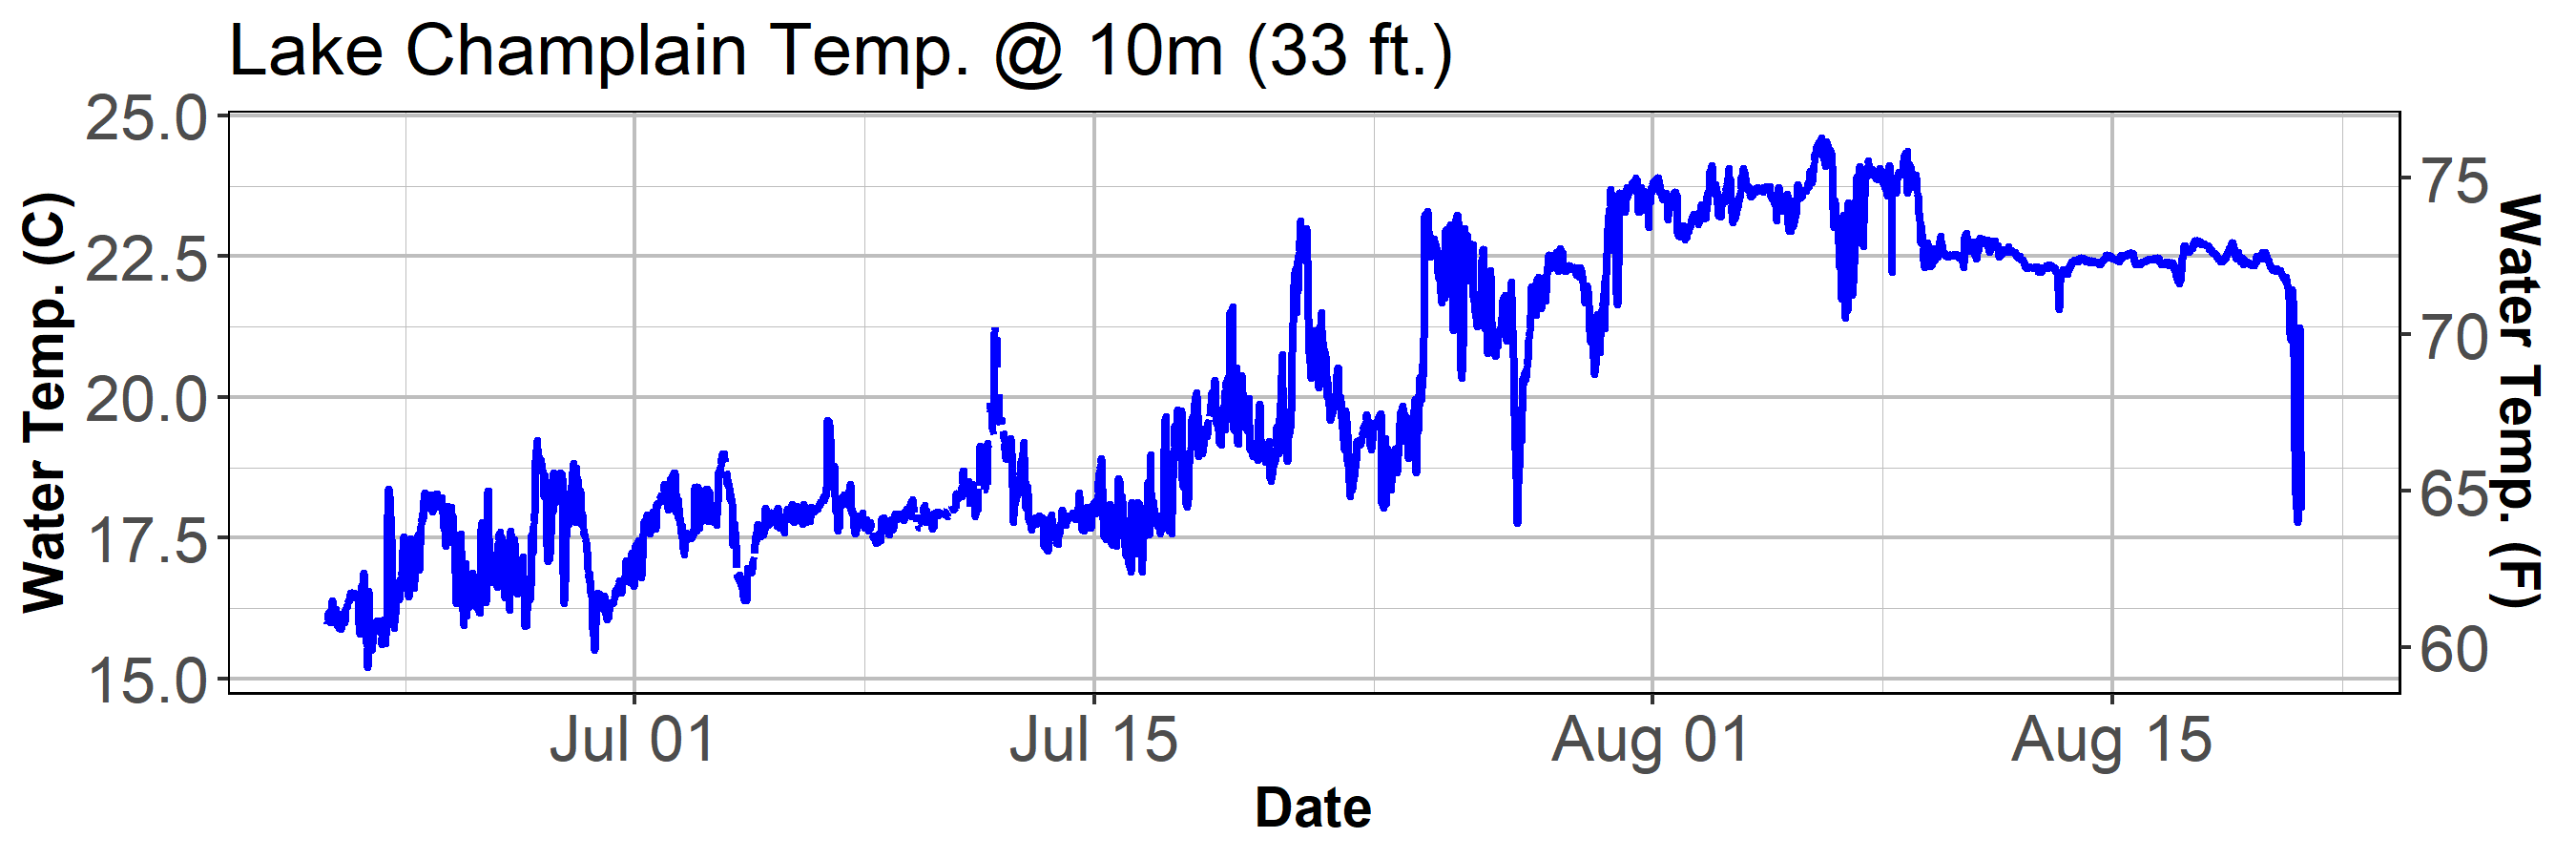 Lake Champlain Temp. @ 10m (33 ft.)
25.0
22.5
20.0
17.5
15.0
Water Temp. (C)
75
70
65
60
Water Temp. (F)
Jul 01
Jul 15
Aug 01
Aug 15
Date